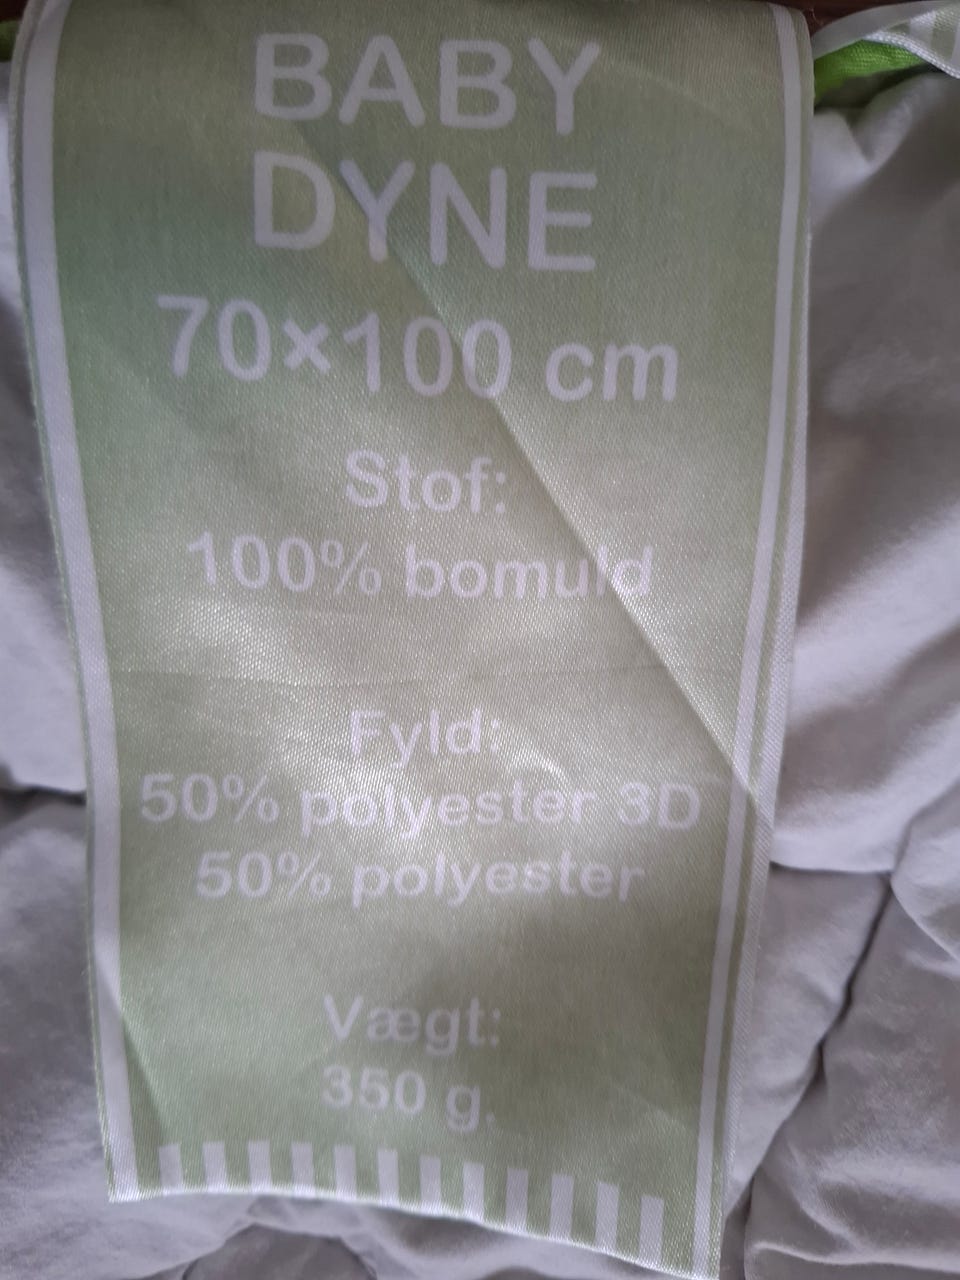 BABY
DYNE
70×100 cm
Stof:
100% bomuld
Fyld:
50% polyester 3D
50% polyester
Vægt:
350 g.